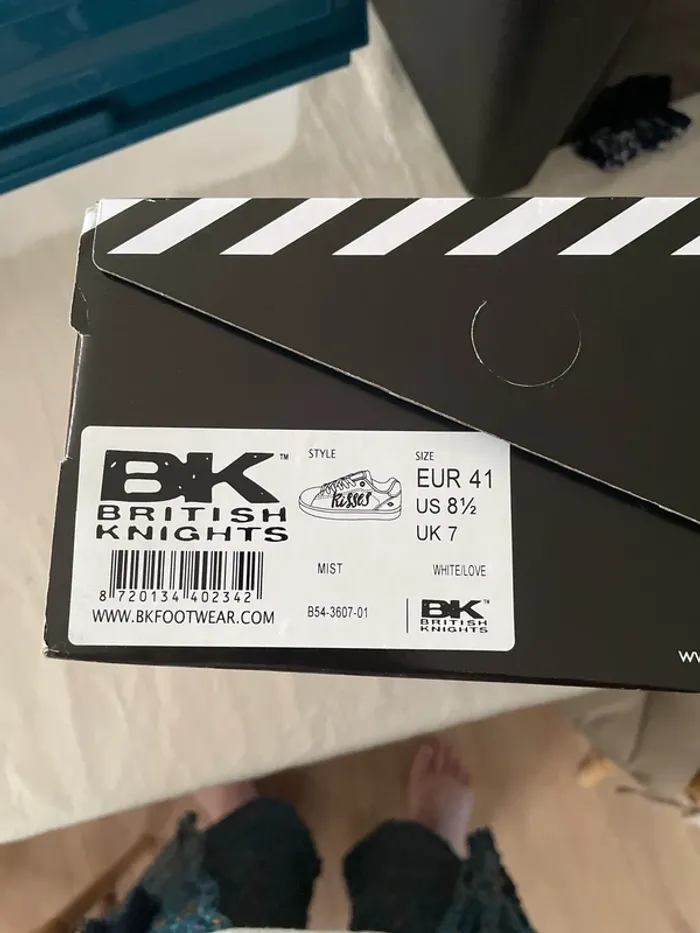 BK™
BRITISH
KNIGHTS
8 720134 402342
WWW.BKFOOTWEAR.COM
STYLE
kisses
MIST
B54-3607-01
SIZE
EUR 41
US 8½
UK 7
WHITE/LOVE
BK™
BRITISH
KNIGHTS